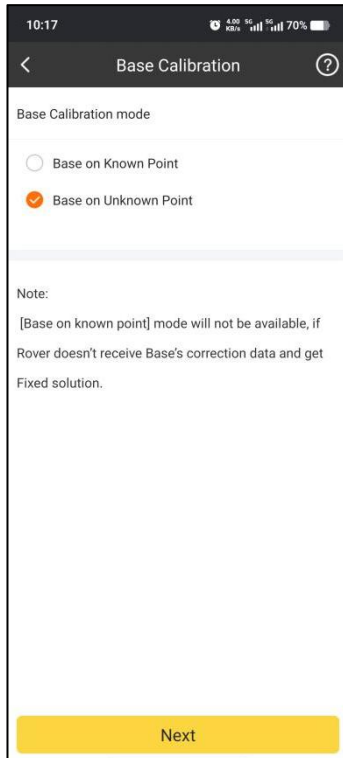 10:17
4.00 KB/s 5G 5G 70%
Base Calibration
Base Calibration mode
Base on Known Point
Base on Unknown Point
Note:
[Base on known point] mode will not be available, if
Rover doesn't receive Base's correction data and get
Fixed solution.
Next